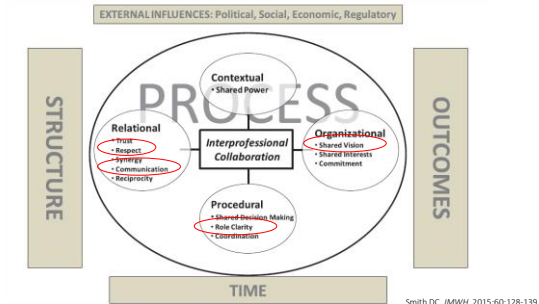 EXTERNAL INFLUENCES: Political, Social, Economic, Regulatory
STRUCTURE
PROCESS
OUTCOMES
Contextual
• Shared Power
Relational
• Trust
• Respect
• Synergy
• Communication
• Reciprocity
Interprofessional
Collaboration
Organizational
• Shared Vision
• Shared Interests
• Commitment
Procedural
• Shared Decision Making
• Role Clarity
• Coordination
TIME
Smith DC, JMWH, 2015;60:128-139